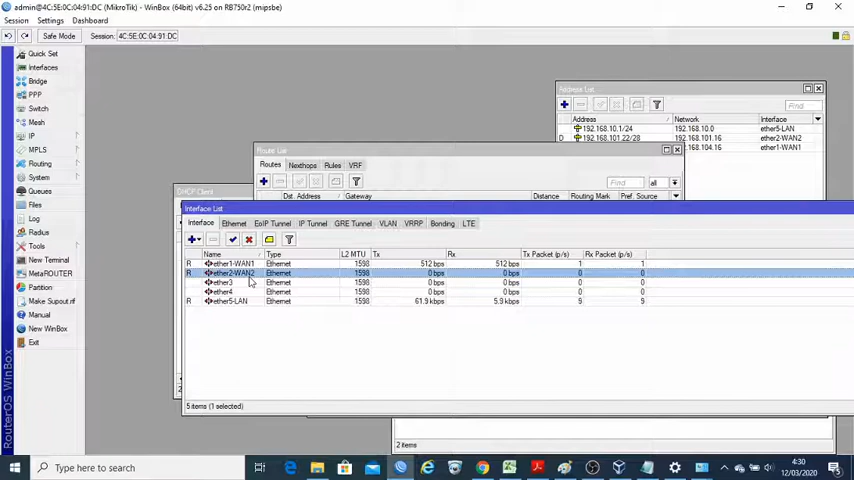 admin@4C:5E:0C:04:91:DC (MikroTik) - WinBox (64bit) v6.25 on RB750r2 (mipsbe)
Session Settings Dashboard
Safe Mode Session: 4C:5E:0C:04:91:DC
Quick Set
Interfaces
Bridge
PPP
Switch
Mesh
IP
MPLS
Routing
System
Queues
Files
Log
Radius
Tools
New Terminal
MetaROUTER
Partition
Make Supout.rif
Manual
New WinBox
Exit
RouterOS WinBox
Address List
Find
Address Network Interface
192.168.10.1/24 192.168.10.0 ether5-LAN
D 192.168.101.22/28 192.168.101.16 ether2-WAN2
.168.104.16 ether1-WAN1
Route List
Routes Nexthops Rules VRF
Find all
Dst. Address Gateway Distance Routing Mark Pref. Source
DHCP Client
Interface List
Interface Ethernet EoIP Tunnel IP Tunnel GRE Tunnel VLAN VRRP Bonding LTE
Name Type L2 MTU Tx Rx Tx Packet (p/s) Rx Packet (p/s)
R ether1-WAN1 Ethernet 1598 512 bps 512 bps 1 1
R ether2-WAN2 Ethernet 1598 0 bps 0 bps 0 0
ether3 Ethernet 1598 0 bps 0 bps 0 0
ether4 Ethernet 1598 0 bps 0 bps 0 0
R ether5-LAN Ethernet 1598 61.9 kbps 5.9 kbps 9 9
5 items (1 selected)
2 items
Type here to search
4:30
12/03/2020